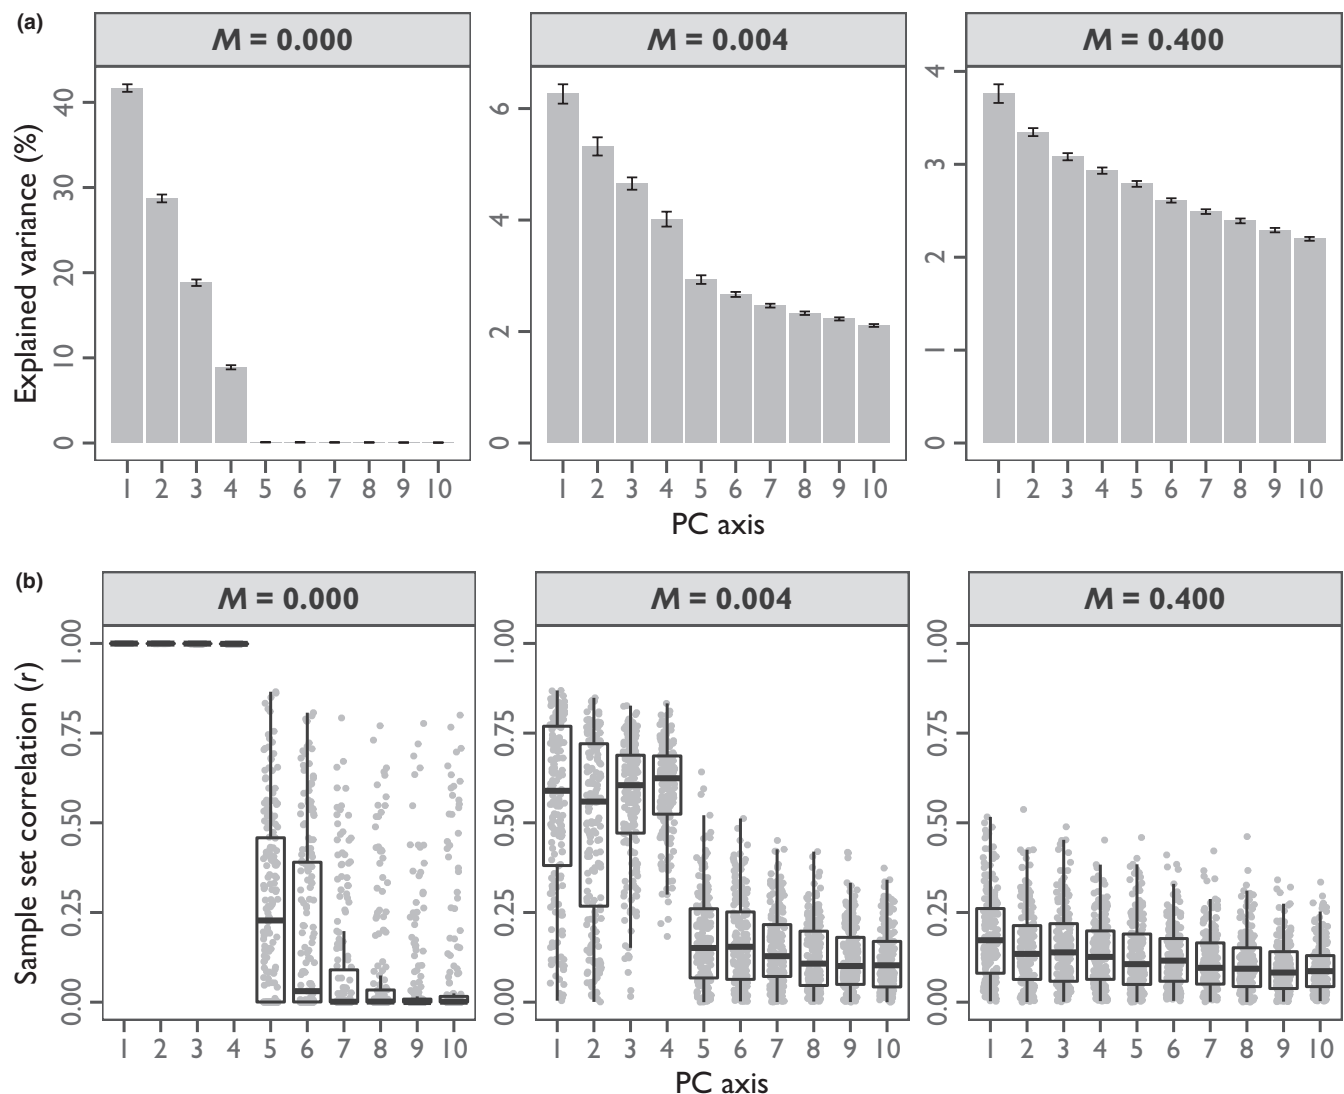 (a)
M = 0.000
M = 0.004
M = 0.400
Explained variance (%)
0 10 20 30 40
0 2 4 6
0 1 2 3 4
1 2 3 4 5 6 7 8 9 10
1 2 3 4 5 6 7 8 9 10
1 2 3 4 5 6 7 8 9 10
PC axis
(b)
M = 0.000
M = 0.004
M = 0.400
Sample set correlation (r)
0.00 0.25 0.50 0.75 1.00
0.00 0.25 0.50 0.75 1.00
0.00 0.25 0.50 0.75 1.00
1 2 3 4 5 6 7 8 9 10
1 2 3 4 5 6 7 8 9 10
1 2 3 4 5 6 7 8 9 10
PC axis